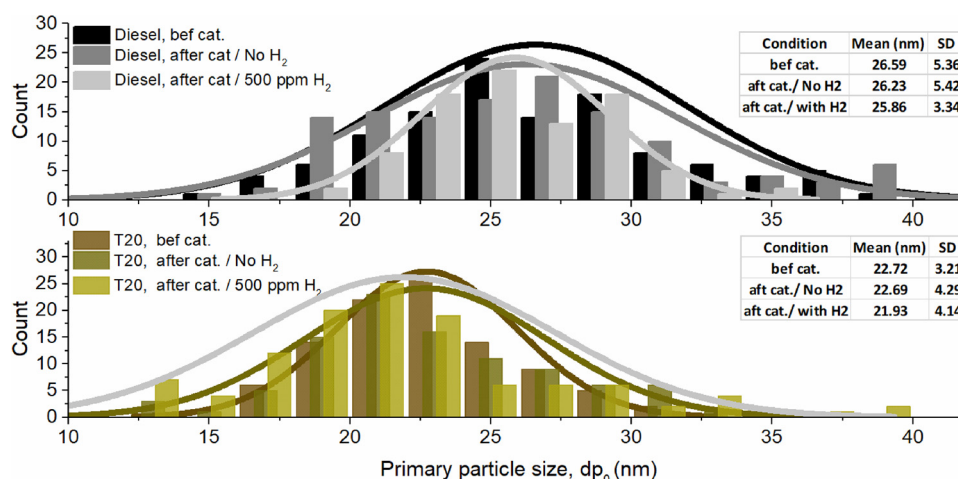 30
25
20
15
10
5
0
Count
Diesel, bef cat.
Diesel, after cat / No H2
Diesel, after cat / 500 ppm H2
Condition Mean (nm) SD
bef cat. 26.59 5.36
aft cat./ No H2 26.23 5.42
aft cat./ with H2 25.86 3.34
10 15 20 25 30 35 40
30
25
20
15
10
5
0
Count
T20, bef cat.
T20, after cat. / No H2
T20, after cat. / 500 ppm H2
Condition Mean (nm) SD
bef cat. 22.72 3.21
aft cat./ No H2 22.69 4.29
aft cat./ with H2 21.93 4.14
10 15 20 25 30 35 40
Primary particle size, dp0 (nm)